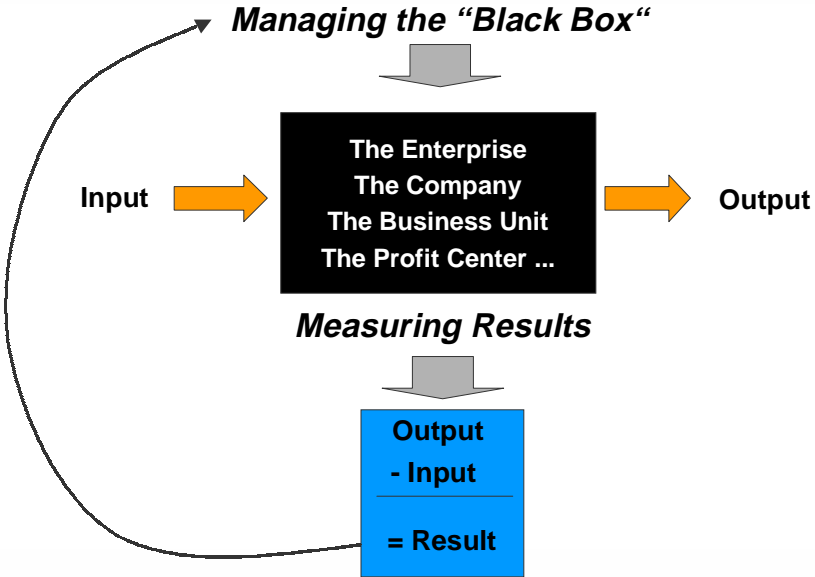 Managing the “Black Box“
The Enterprise
The Company
The Business Unit
The Profit Center ...
Input
Output
Measuring Results
Output
- Input
= Result